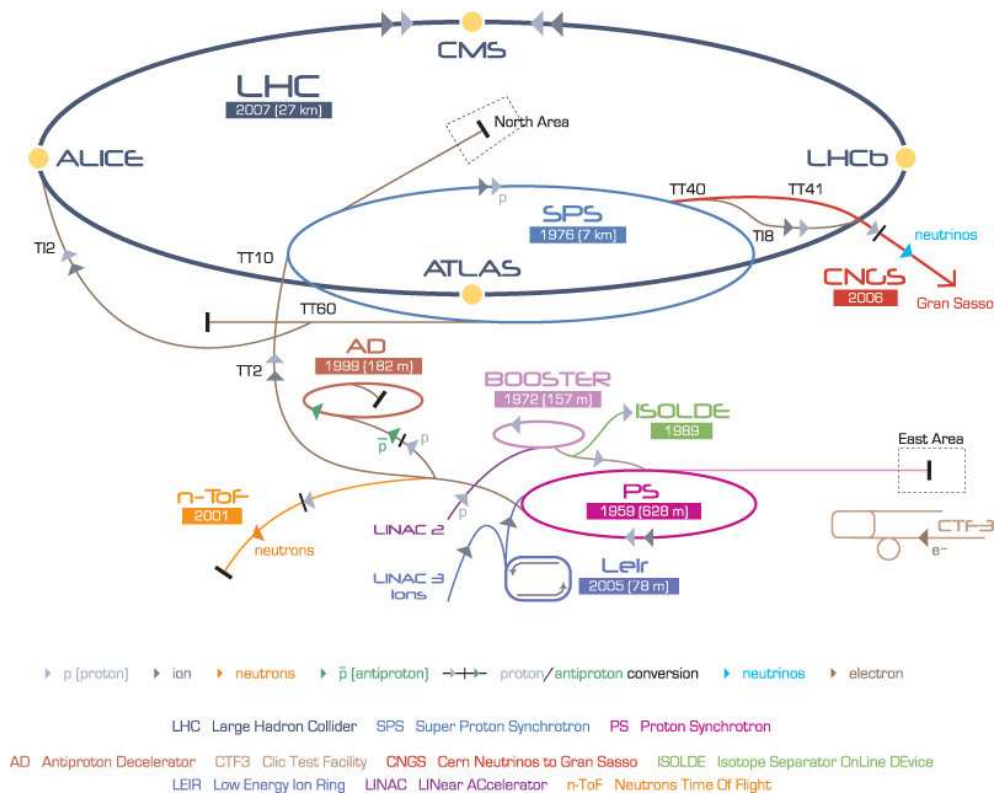 CMS
LHC
2007 (27 km)
North Area
ALICE
LHCb
TT40
TT41
SPS
1976 (7 km)
TI8
TI2
TT10
ATLAS
neutrinos
CNGS
2006
Gran Sasso
TT60
AD
1999 (182 m)
TT2
BOOSTER
1972 (157 m)
ISOLDE
1989
East Area
p
p̅
p
n-ToF
2001
neutrons
LINAC 2
p
PS
1959 (628 m)
CTF-3
e-
LINAC 3
Ions
Leir
2005 (78 m)
p
p (proton) ion neutrons p̅ (antiproton) proton/antiproton conversion neutrinos electron
LHC Large Hadron Collider SPS Super Proton Synchrotron PS Proton Synchrotron
AD Antiproton Decelerator CTF3 Clic Test Facility CNGS Cern Neutrinos to Gran Sasso ISOLDE Isotope Separator OnLine DEvice
LEIR Low Energy Ion Ring LINAC LINear ACcelerator n-ToF Neutrons Time Of Flight